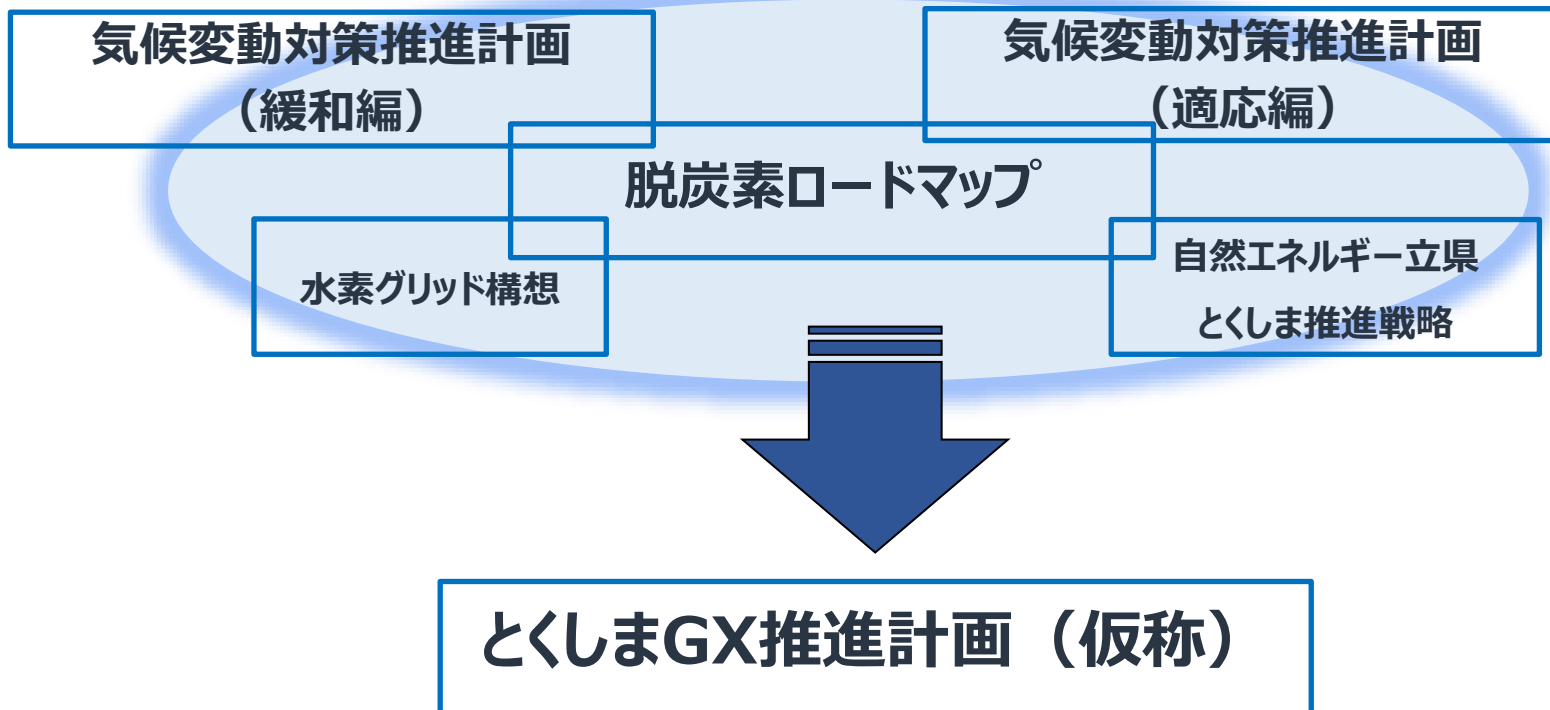 気候変動対策推進計画
（緩和編）
気候変動対策推進計画
（適応編）
脱炭素ロードマップ
水素グリッド構想
自然エネルギー立県
とくしま推進戦略
とくしまGX推進計画（仮称）